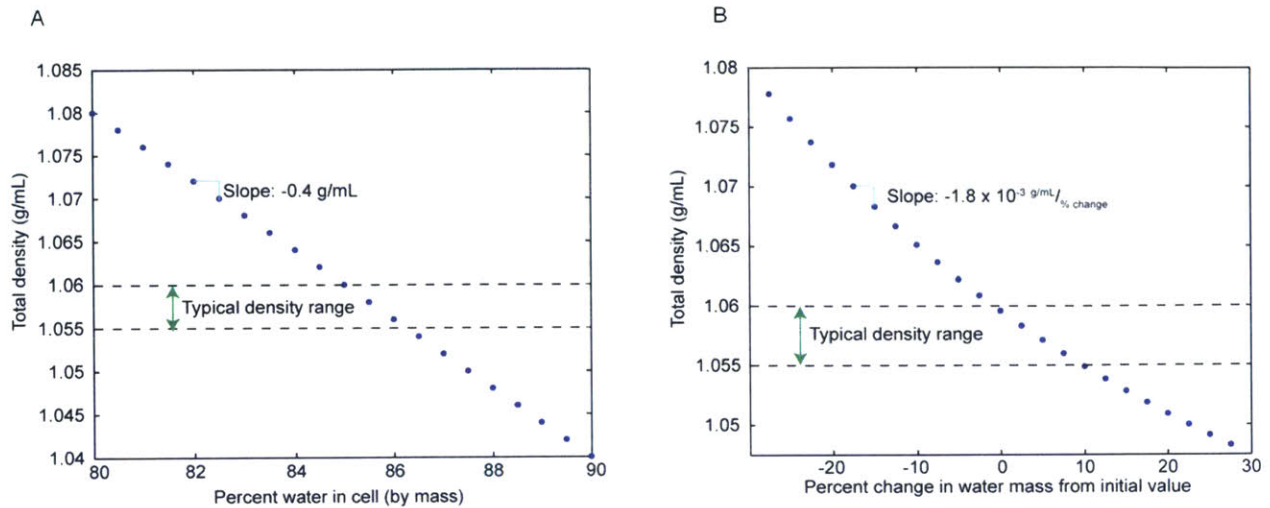 A
1.085
1.08
1.075
1.07
1.065
1.06
1.055
1.05
1.045
1.04
Total density (g/mL)
Slope: -0.4 g/mL
Typical density range
80 82 84 86 88 90
Percent water in cell (by mass)
B
1.08
1.075
1.07
1.065
1.06
1.055
1.05
Total density (g/mL)
Slope: -1.8 x 10⁻³ g/mL/% change
Typical density range
-20 -10 0 10 20 30
Percent change in water mass from initial value